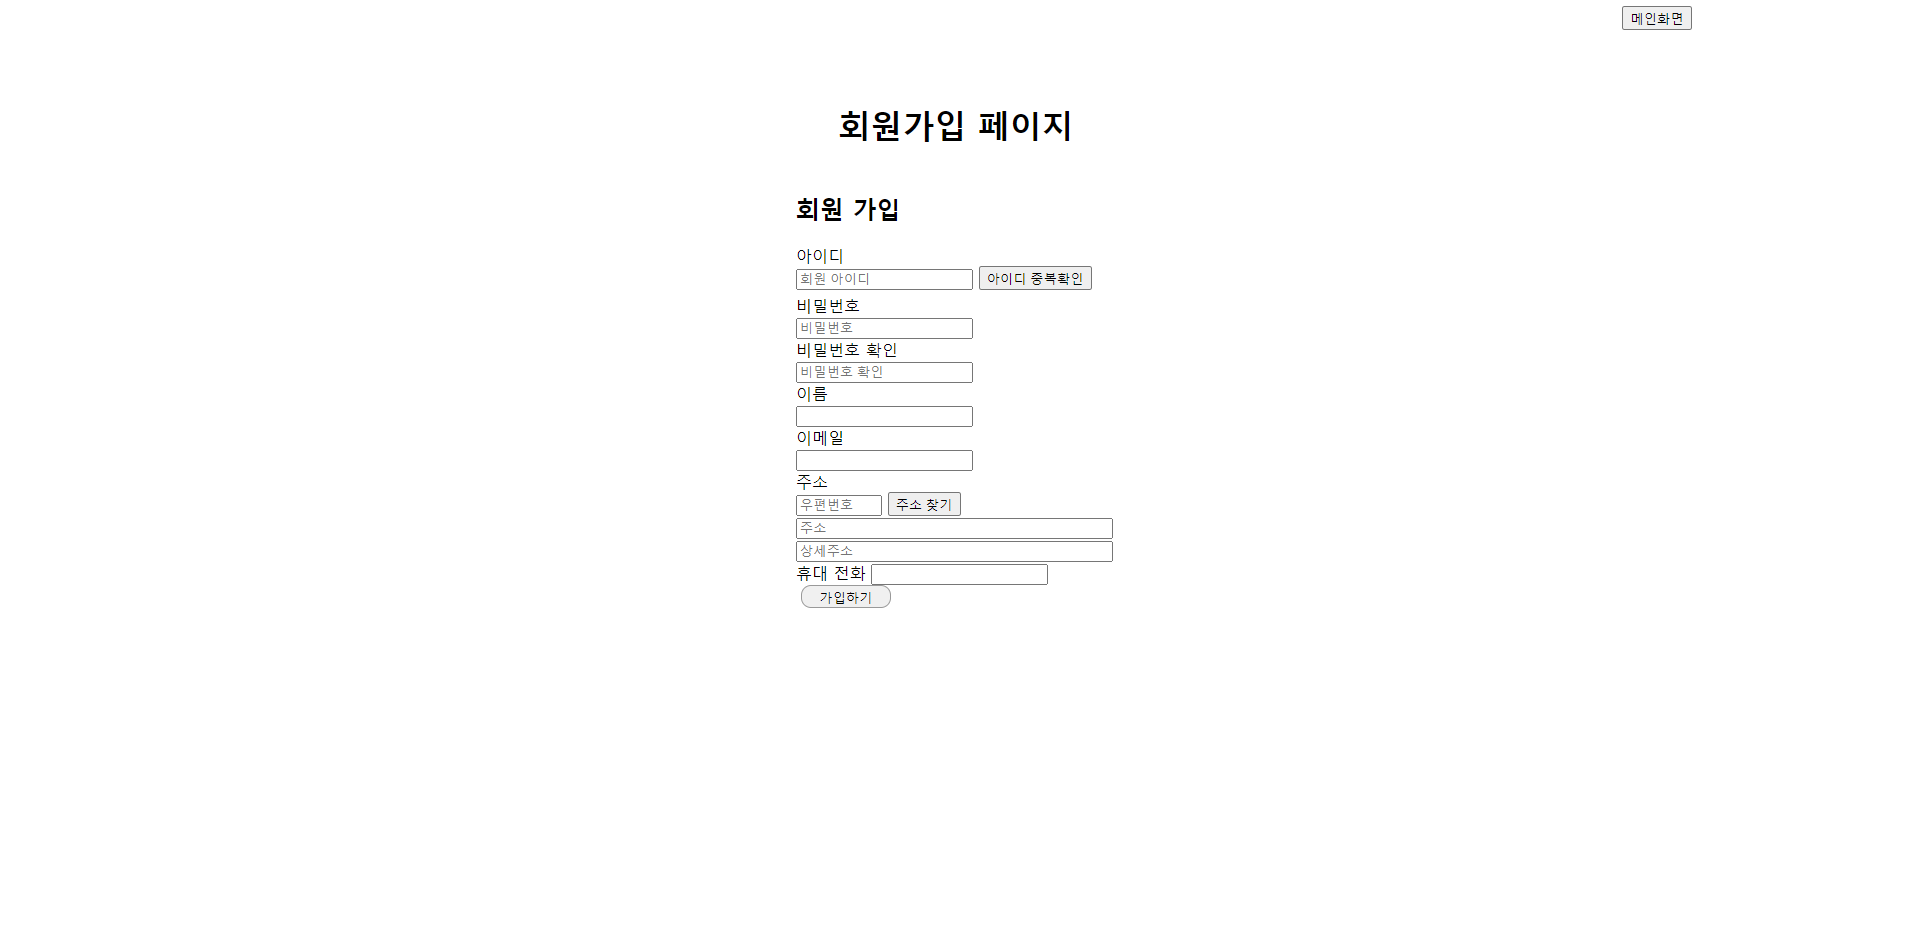 메인화면
회원가입 페이지
회원 가입
아이디
회원 아이디 아이디 중복확인
비밀번호
비밀번호
비밀번호 확인
비밀번호 확인
이름
이메일
주소
우편번호 주소 찾기
주소
상세주소
휴대 전화
가입하기